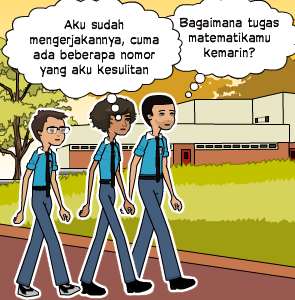 Bagaimana tugas
matematikamu
kemarin?
Aku sudah
mengerjakannya, cuma
ada beberapa nomor
yang aku kesulitan